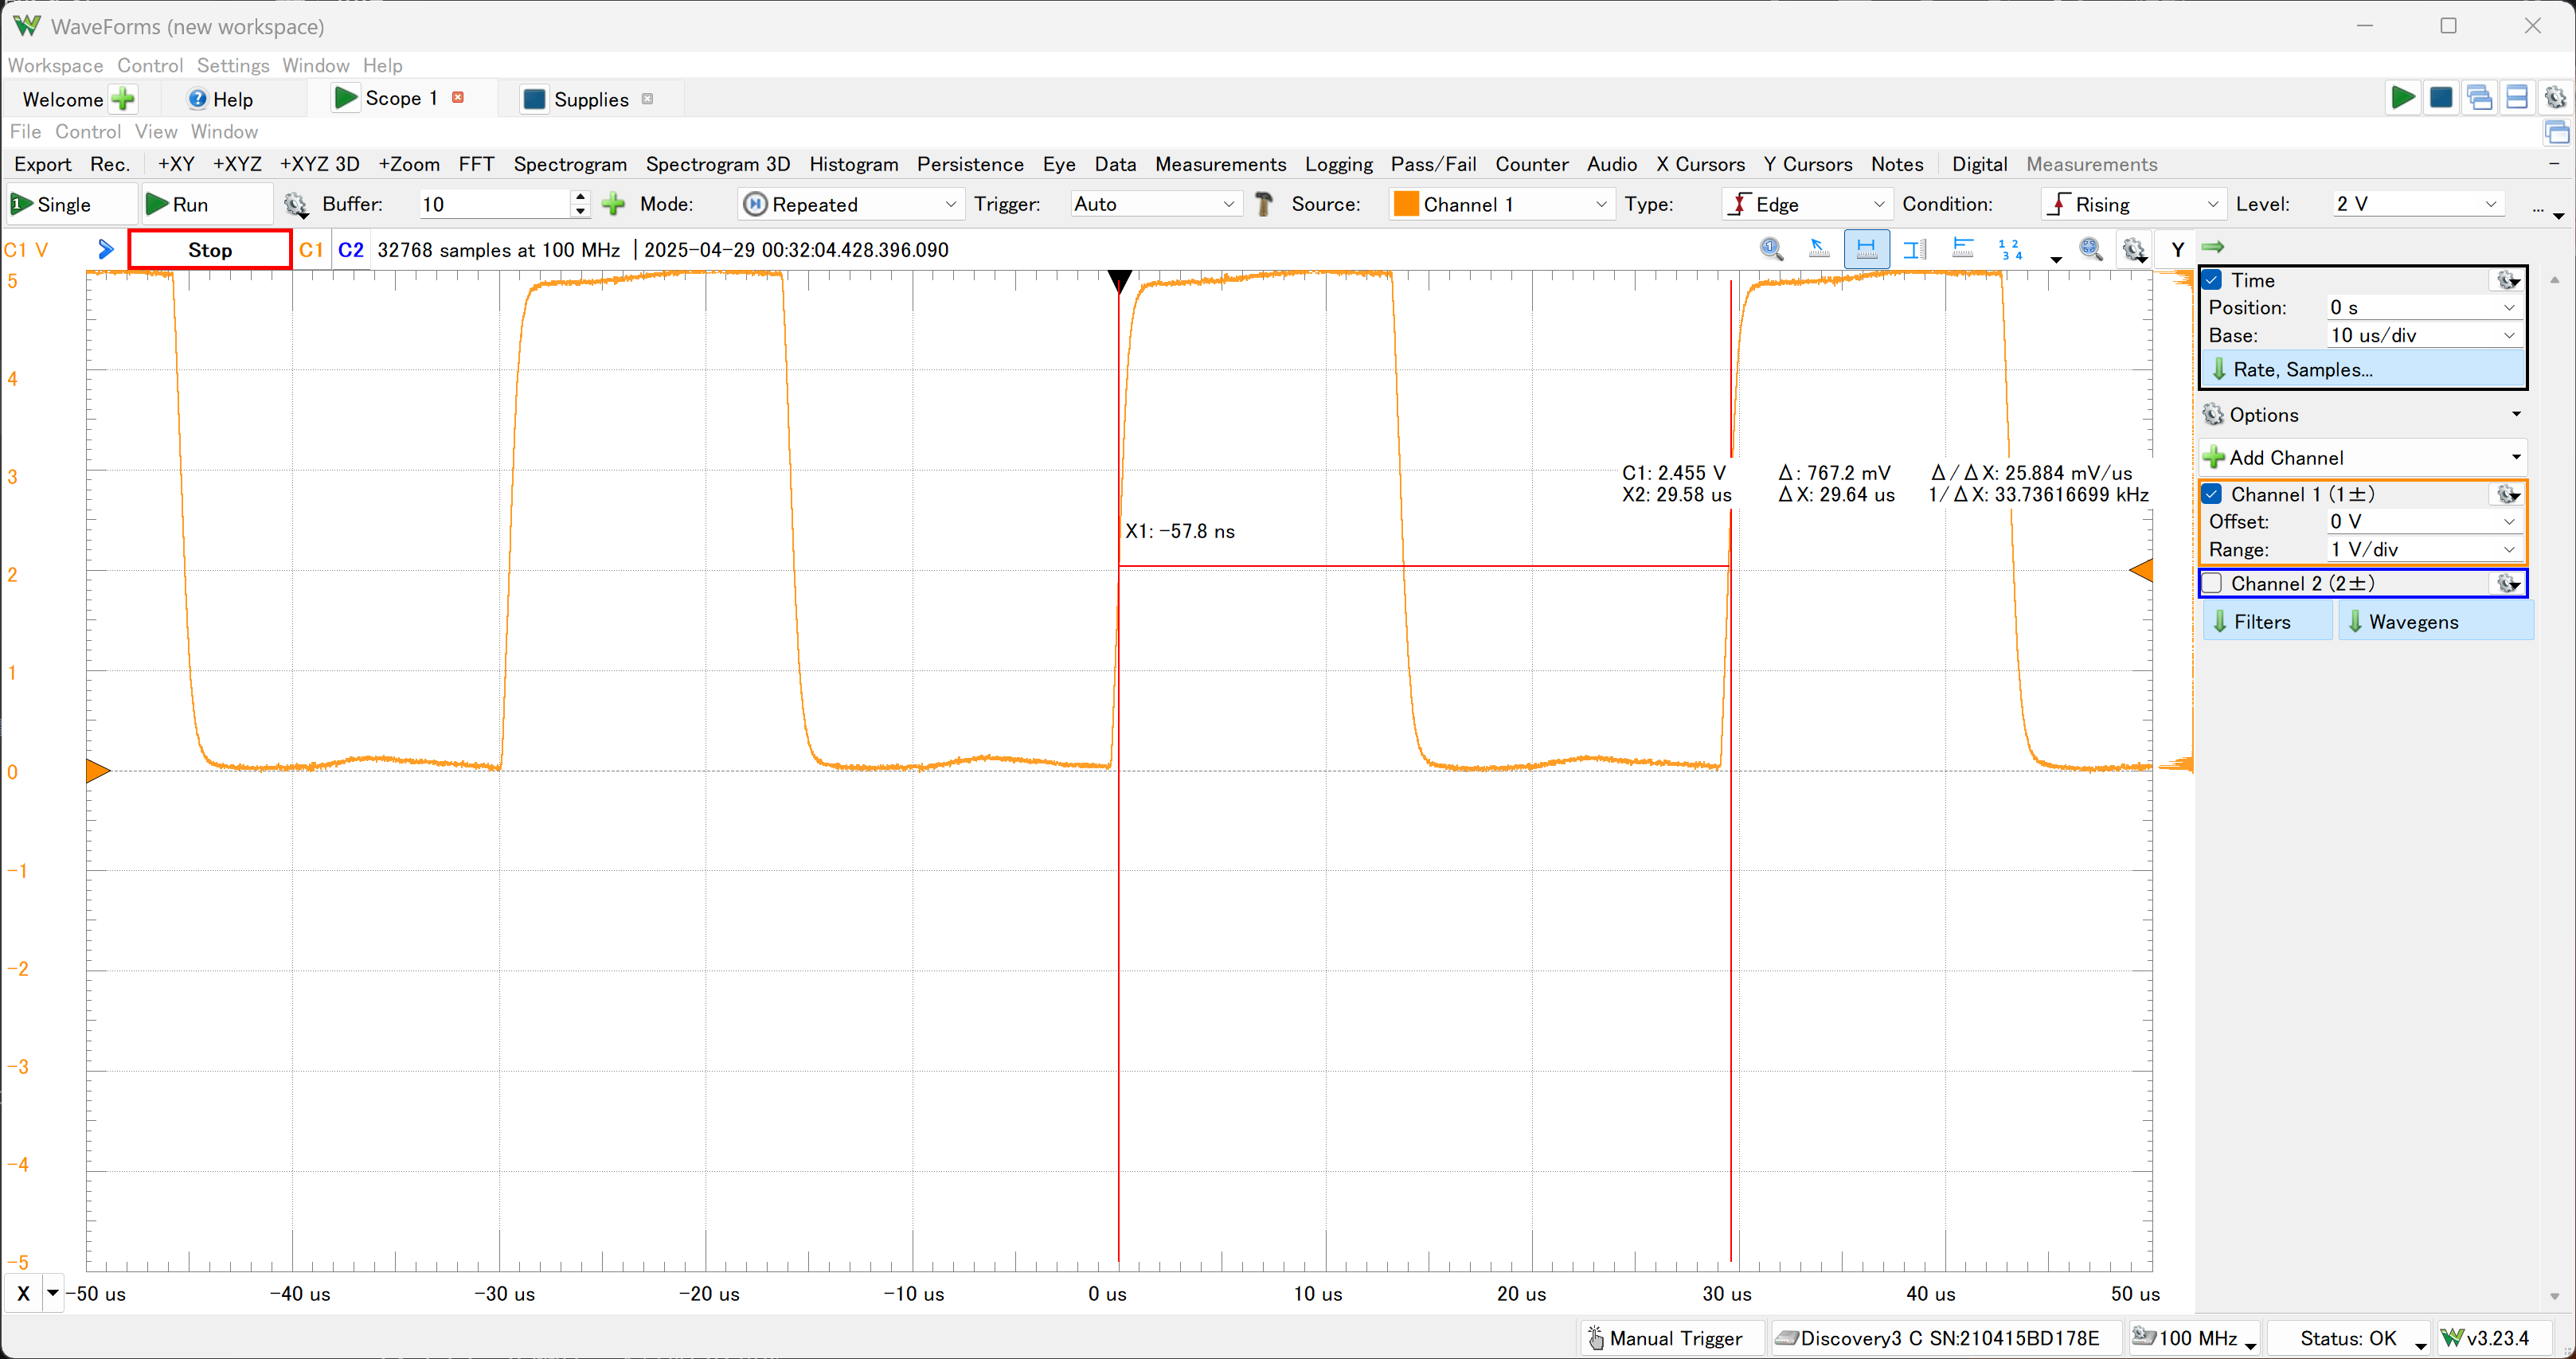 WaveForms (new workspace)
Workspace Control Settings Window Help
Welcome Help Scope 1 Supplies
File Control View Window
Export Rec. +XY +XYZ +XYZ 3D +Zoom FFT Spectrogram Spectrogram 3D Histogram Persistence Eye Data Measurements Logging Pass/Fail Counter Audio X Cursors Y Cursors Notes Digital Measurements
Single Run Buffer: 10 Mode: Repeated Trigger: Auto Source: Channel 1 Type: Edge Condition: Rising Level: 2 V ...
C1 V Stop C1 C2 32768 samples at 100 MHz | 2025-04-29 00:32:04.428.396.090 Y
5
4
3
2
1
0
-1
-2
-3
-4
-5
C1: 2.455 V Δ: 767.2 mV Δ/ΔX: 25.884 mV/us
X2: 29.58 us ΔX: 29.64 us 1/ΔX: 33.73616699 kHz
X1: -57.8 ns
X -50 us -40 us -30 us -20 us -10 us 0 us 10 us 20 us 30 us 40 us 50 us
Time
Position: 0 s
Base: 10 us/div
Rate, Samples...
Options
Add Channel
Channel 1 (1±)
Offset: 0 V
Range: 1 V/div
Channel 2 (2±)
Filters Wavegens
Manual Trigger Discovery3 C SN:210415BD178E 100 MHz Status: OK v3.23.4